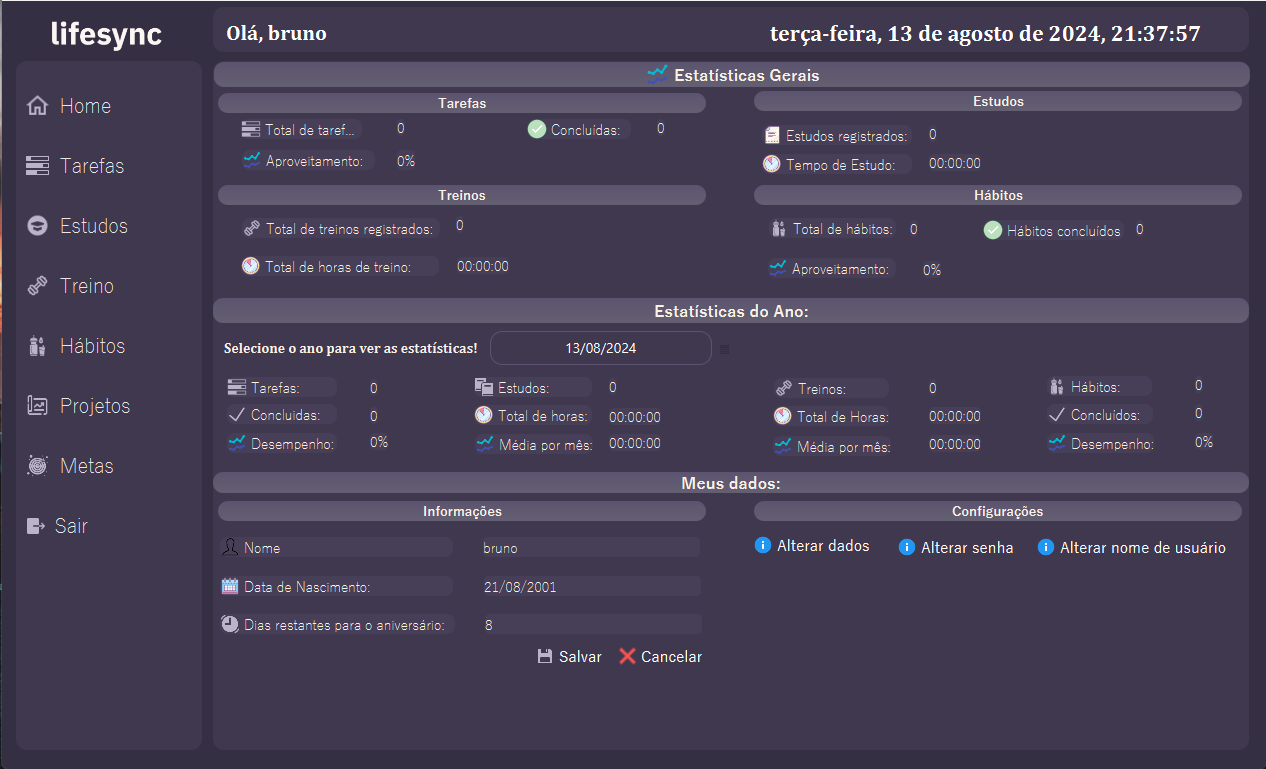 lifesync
Olá, bruno
terça-feira, 13 de agosto de 2024, 21:37:57
Home
Tarefas
Estudos
Treino
Hábitos
Projetos
Metas
Sair
Estatísticas Gerais
Tarefas
Total de taref... 0 Concluídas: 0
Aproveitamento: 0%
Estudos
Estudos registrados: 0
Tempo de Estudo: 00:00:00
Treinos
Total de treinos registrados: 0
Total de horas de treino: 00:00:00
Hábitos
Total de hábitos: 0 Hábitos concluídos 0
Aproveitamento: 0%
Estatísticas do Ano:
Selecione o ano para ver as estatísticas! 13/08/2024
Tarefas: 0
Concluidas: 0
Desempenho: 0%
Estudos: 0
Total de horas: 00:00:00
Média por mês: 00:00:00
Treinos: 0
Total de Horas: 00:00:00
Média por mês: 00:00:00
Hábitos: 0
Concluídos: 0
Desempenho: 0%
Meus dados:
Informações
Nome bruno
Data de Nascimento: 21/08/2001
Dias restantes para o aniversário: 8
Salvar Cancelar
Configurações
Alterar dados Alterar senha Alterar nome de usuário